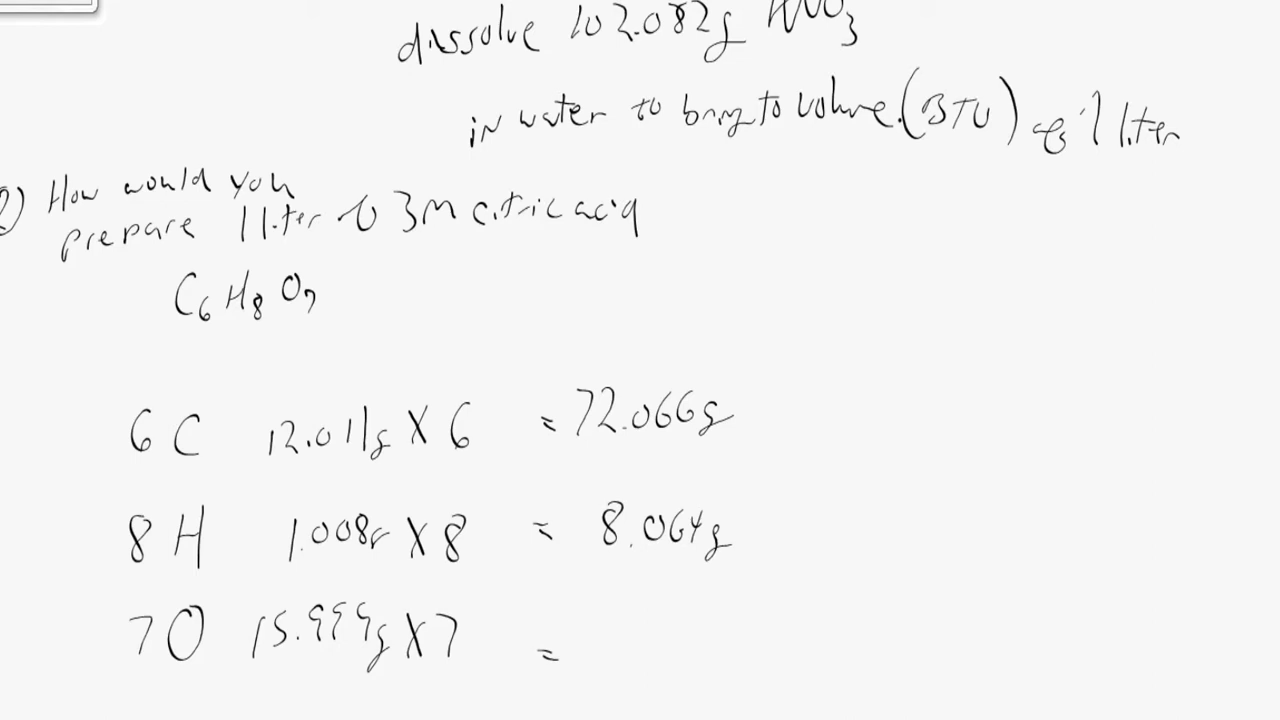 dissolve 102.082g
in water to bring to volume.(BTU) of 1 liter
2) How would you
prepare 1 liter of 3M citric acid
C6H8O7
6 C 12.011g X 6 = 72.066g
8 H 1.008g X 8 = 8.064g
7 O 15.999g X 7 =